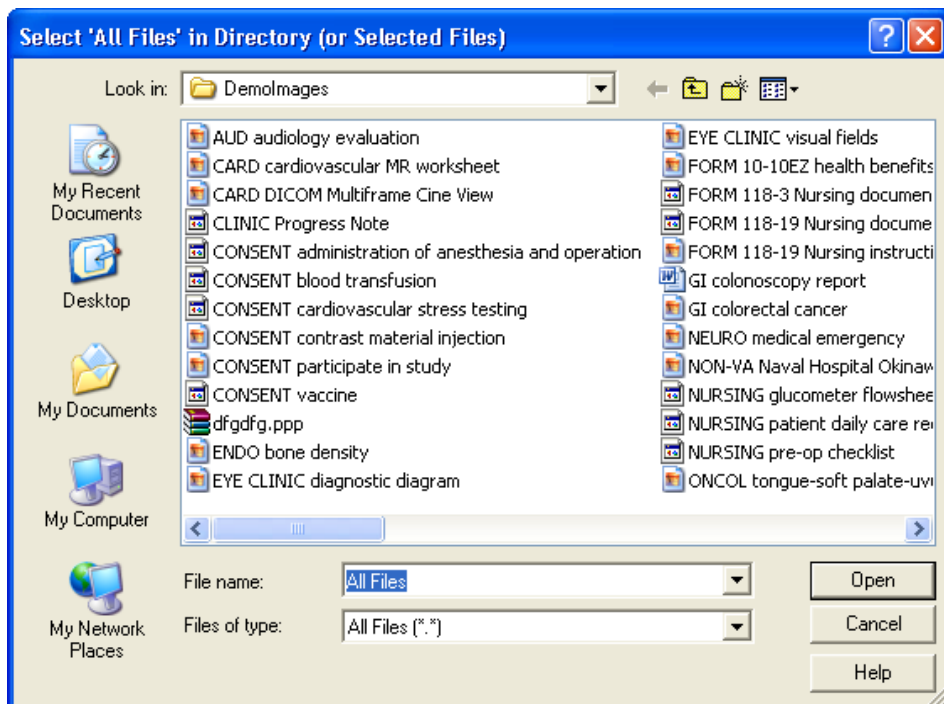 Select 'All Files' in Directory (or Selected Files)
Look in:
DemoImages
My Recent
Documents
Desktop
My Documents
My Computer
My Network
Places
AUD audiology evaluation
CARD cardiovascular MR worksheet
CARD DICOM Multiframe Cine View
CLINIC Progress Note
CONSENT administration of anesthesia and operation
CONSENT blood transfusion
CONSENT cardiovascular stress testing
CONSENT contrast material injection
CONSENT participate in study
CONSENT vaccine
dfgdfg.ppp
ENDO bone density
EYE CLINIC diagnostic diagram
EYE CLINIC visual fields
FORM 10-10EZ health benefits
FORM 118-3 Nursing documen
FORM 118-19 Nursing docume
FORM 118-19 Nursing instructi
GI colonoscopy report
GI colorectal cancer
NEURO medical emergency
NON-VA Naval Hospital Okinaw
NURSING glucometer flowshee
NURSING patient daily care re
NURSING pre-op checklist
ONCOL tongue-soft palate-uv
File name:
All Files
Open
Files of type:
All Files (*.*)
Cancel
Help